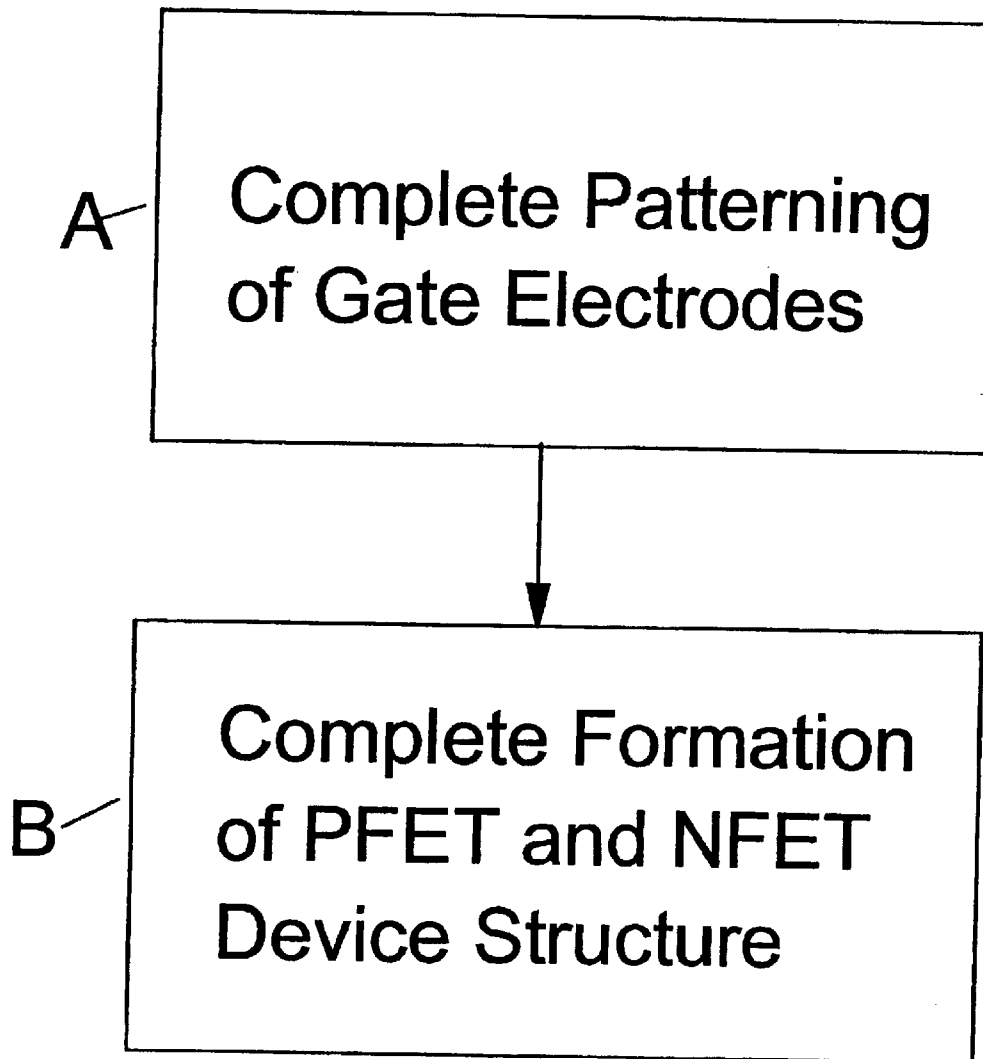 A
Complete Patterning
of Gate Electrodes
B
Complete Formation
of PFET and NFET
Device Structure